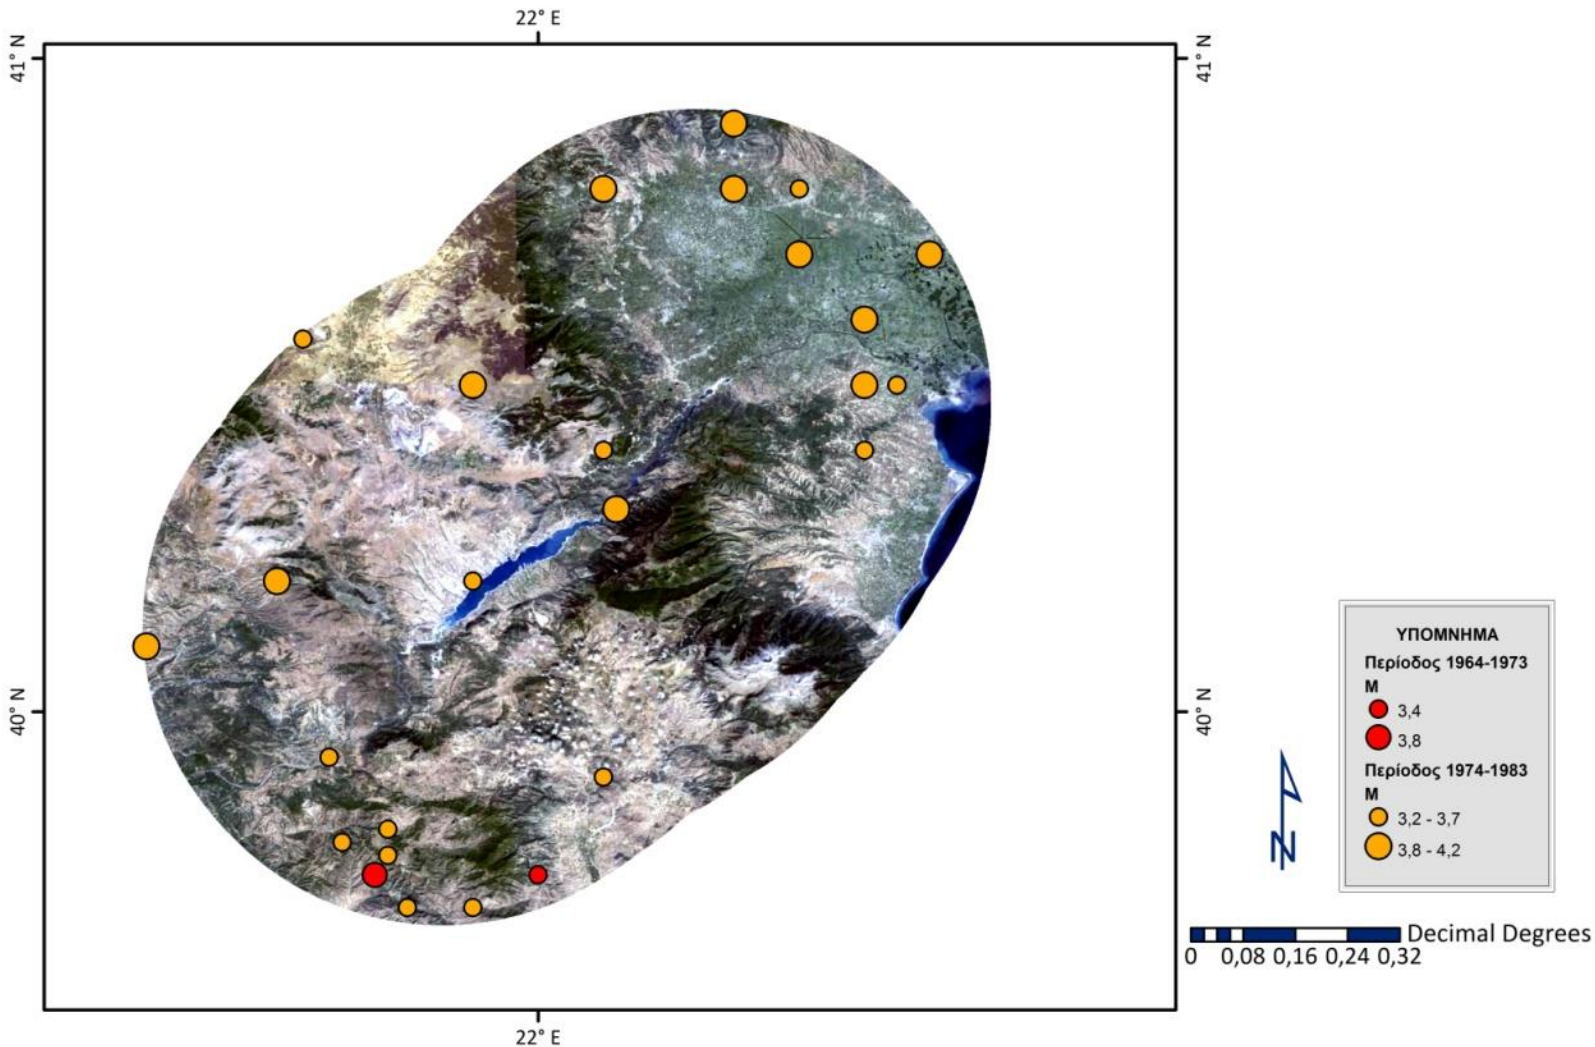 22° E
41° N
41° N
40° N
40° N
22° E
ΥΠΟΜΝΗΜΑ
Περίοδος 1964-1973
Μ
3,4
3,8
Περίοδος 1974-1983
Μ
3,2 - 3,7
3,8 - 4,2
N
Decimal Degrees
0 0,08 0,16 0,24 0,32